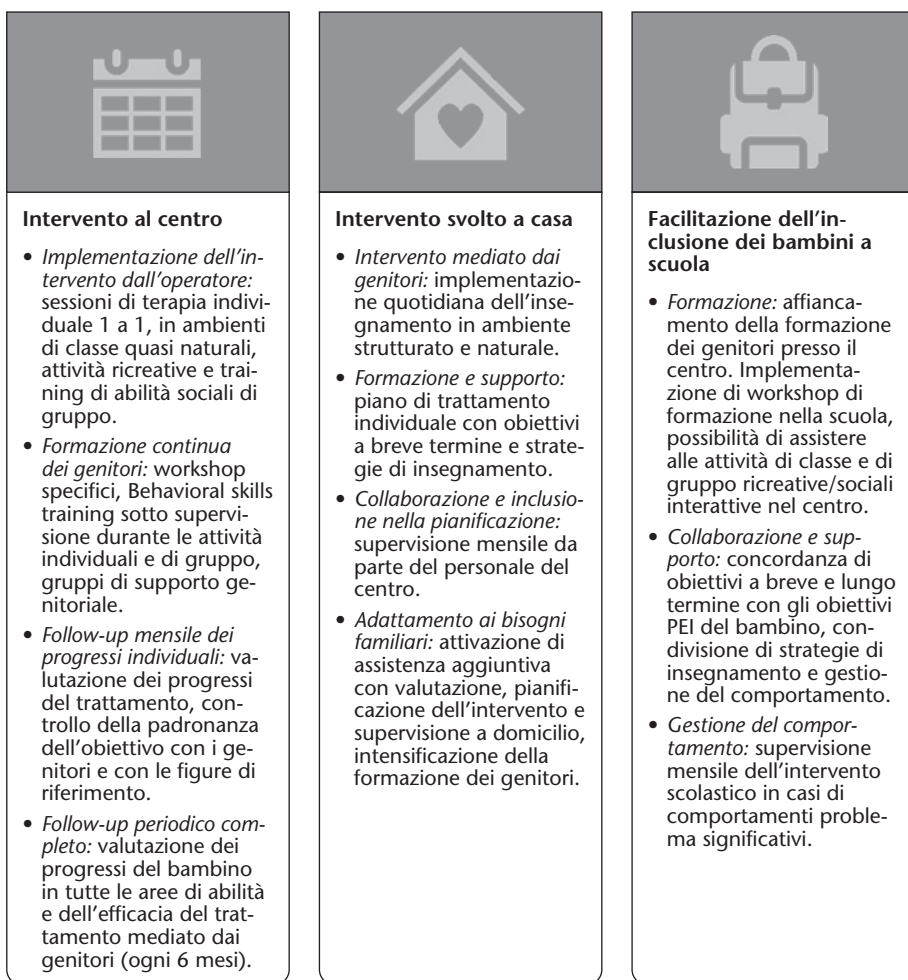 Intervento al centro
• Implementazione dell'in-
tervento dall'operatore:
sessioni di terapia indivi-
duale 1 a 1, in ambienti
di classe quasi naturali,
attività ricreative e trai-
ning di abilità sociali di
gruppo.
• Formazione continua
dei genitori: workshop
specifici, Behavioral skills
training sotto supervi-
sione durante le attività
individuali e di gruppo,
gruppi di supporto ge-
nitoriale.
• Follow-up mensile dei
progressi individuali: va-
lutazione dei progressi
del trattamento, con-
trollo della padronanza
dell'obiettivo con i ge-
nitori e con le figure di
riferimento.
• Follow-up periodico com-
pleto: valutazione dei
progressi del bambino
in tutte le aree di abilità
e dell'efficacia del trat-
tamento mediato dai
genitori (ogni 6 mesi).
Intervento svolto a casa
• Intervento mediato dai
genitori: implementazio-
ne quotidiana dell'inse-
gnamento in ambiente
strutturato e naturale.
• Formazione e supporto:
piano di trattamento
individuale con obiettivi
a breve termine e strate-
gie di insegnamento.
• Collaborazione e inclusio-
ne nella pianificazione:
supervisione mensile da
parte del personale del
centro.
• Adattamento ai bisogni
familiari: attivazione di
assistenza aggiuntiva
con valutazione, pianifi-
cazione dell'intervento e
supervisione a domicilio,
intensificazione della
formazione dei genitori.
Facilitazione dell'in-
clusione dei bambini a
scuola
• Formazione: affianca-
mento della formazione
dei genitori presso il
centro. Implementa-
zione di workshop di
formazione nella scuola,
possibilità di assistere
alle attività di classe e di
gruppo ricreative/sociali
interattive nel centro.
• Collaborazione e sup-
porto: concordanza di
obiettivi a breve e lungo
termine con gli obiettivi
PEI del bambino, con-
divisione di strategie di
insegnamento e gestio-
ne del comportamento.
• Gestione del compor-
tamento: supervisione
mensile dell'intervento
scolastico in casi di
comportamenti proble-
ma significativi.